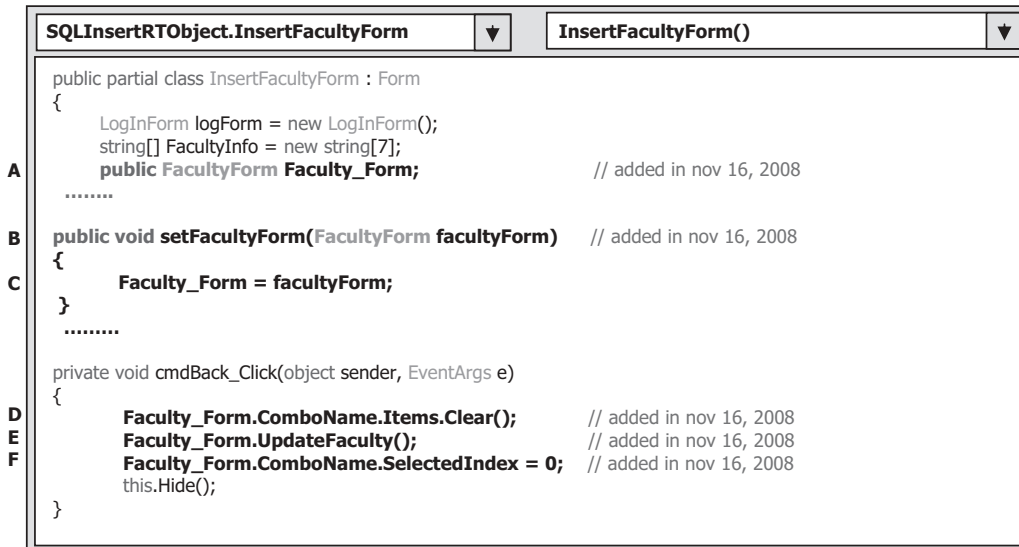 SQLInsertRTObject.InsertFacultyForm InsertFacultyForm()
public partial class InsertFacultyForm : Form
{
LogInForm logForm = new LogInForm();
string[] FacultyInfo = new string[7];
A public FacultyForm Faculty_Form; // added in nov 16, 2008
........
B public void setFacultyForm(FacultyForm facultyForm) // added in nov 16, 2008
{
C Faculty_Form = facultyForm;
}
.........
private void cmdBack_Click(object sender, EventArgs e)
{
D Faculty_Form.ComboName.Items.Clear(); // added in nov 16, 2008
E Faculty_Form.UpdateFaculty(); // added in nov 16, 2008
F Faculty_Form.ComboName.SelectedIndex = 0; // added in nov 16, 2008
this.Hide();
}